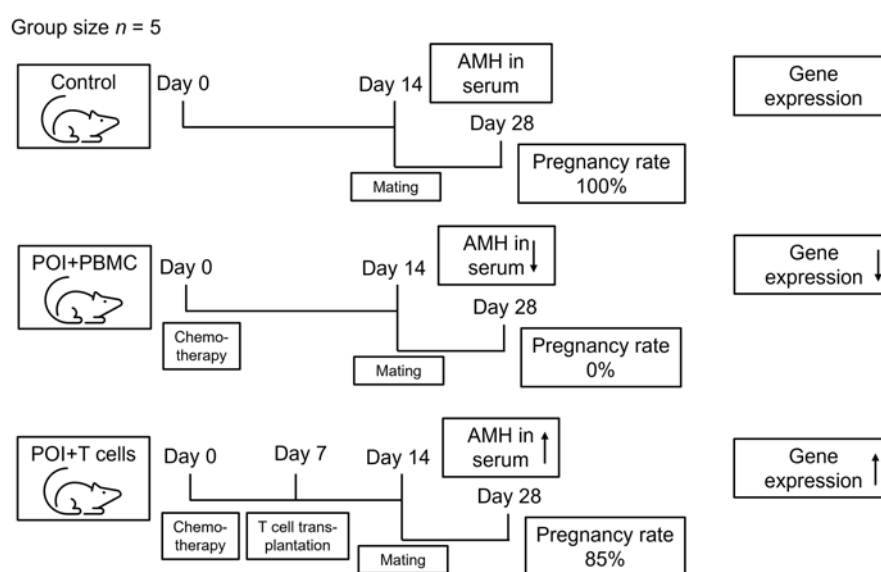 Group size n = 5
Control
Day 0
Day 14
AMH in
serum
Day 28
Mating
Pregnancy rate
100%
Gene
expression
POI+PBMC
Day 0
Chemo-
therapy
Day 14
AMH in
serum ↓
Day 28
Mating
Pregnancy rate
0%
Gene
expression ↓
POI+T cells
Day 0
Day 7
Day 14
Chemo-
therapy
T cell trans-
plantation
AMH in
serum ↑
Day 28
Mating
Pregnancy rate
85%
Gene
expression ↑